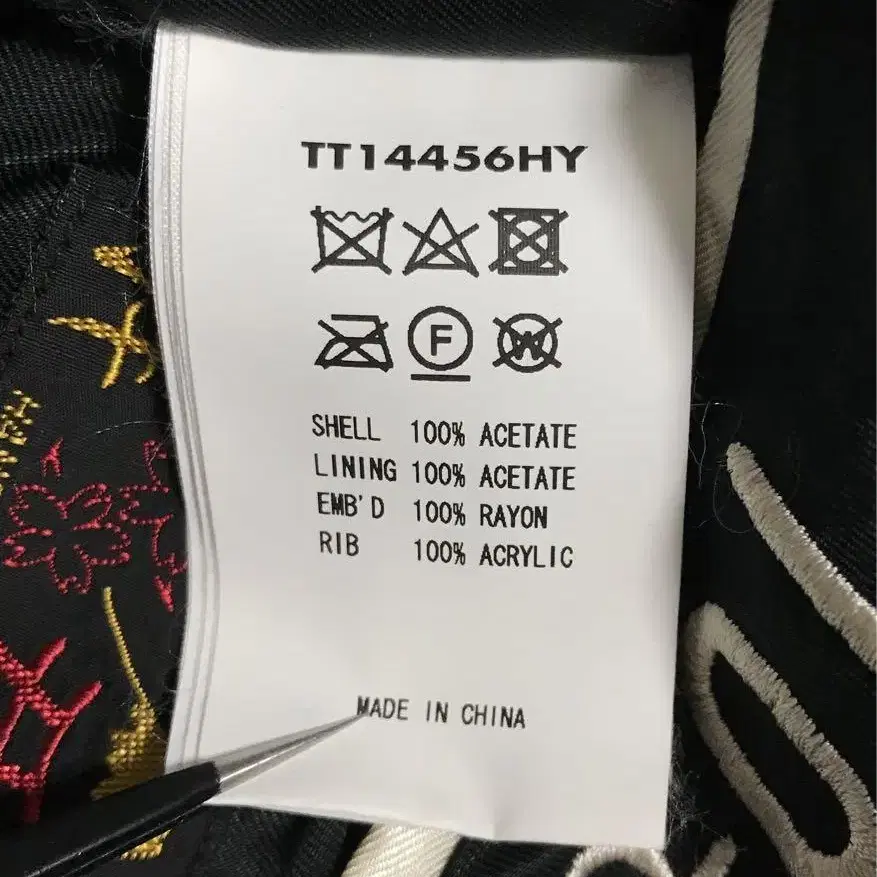 TT14456HY
F
W
SHELL 100% ACETATE
LINING 100% ACETATE
EMB'D 100% RAYON
RIB 100% ACRYLIC
MADE IN CHINA